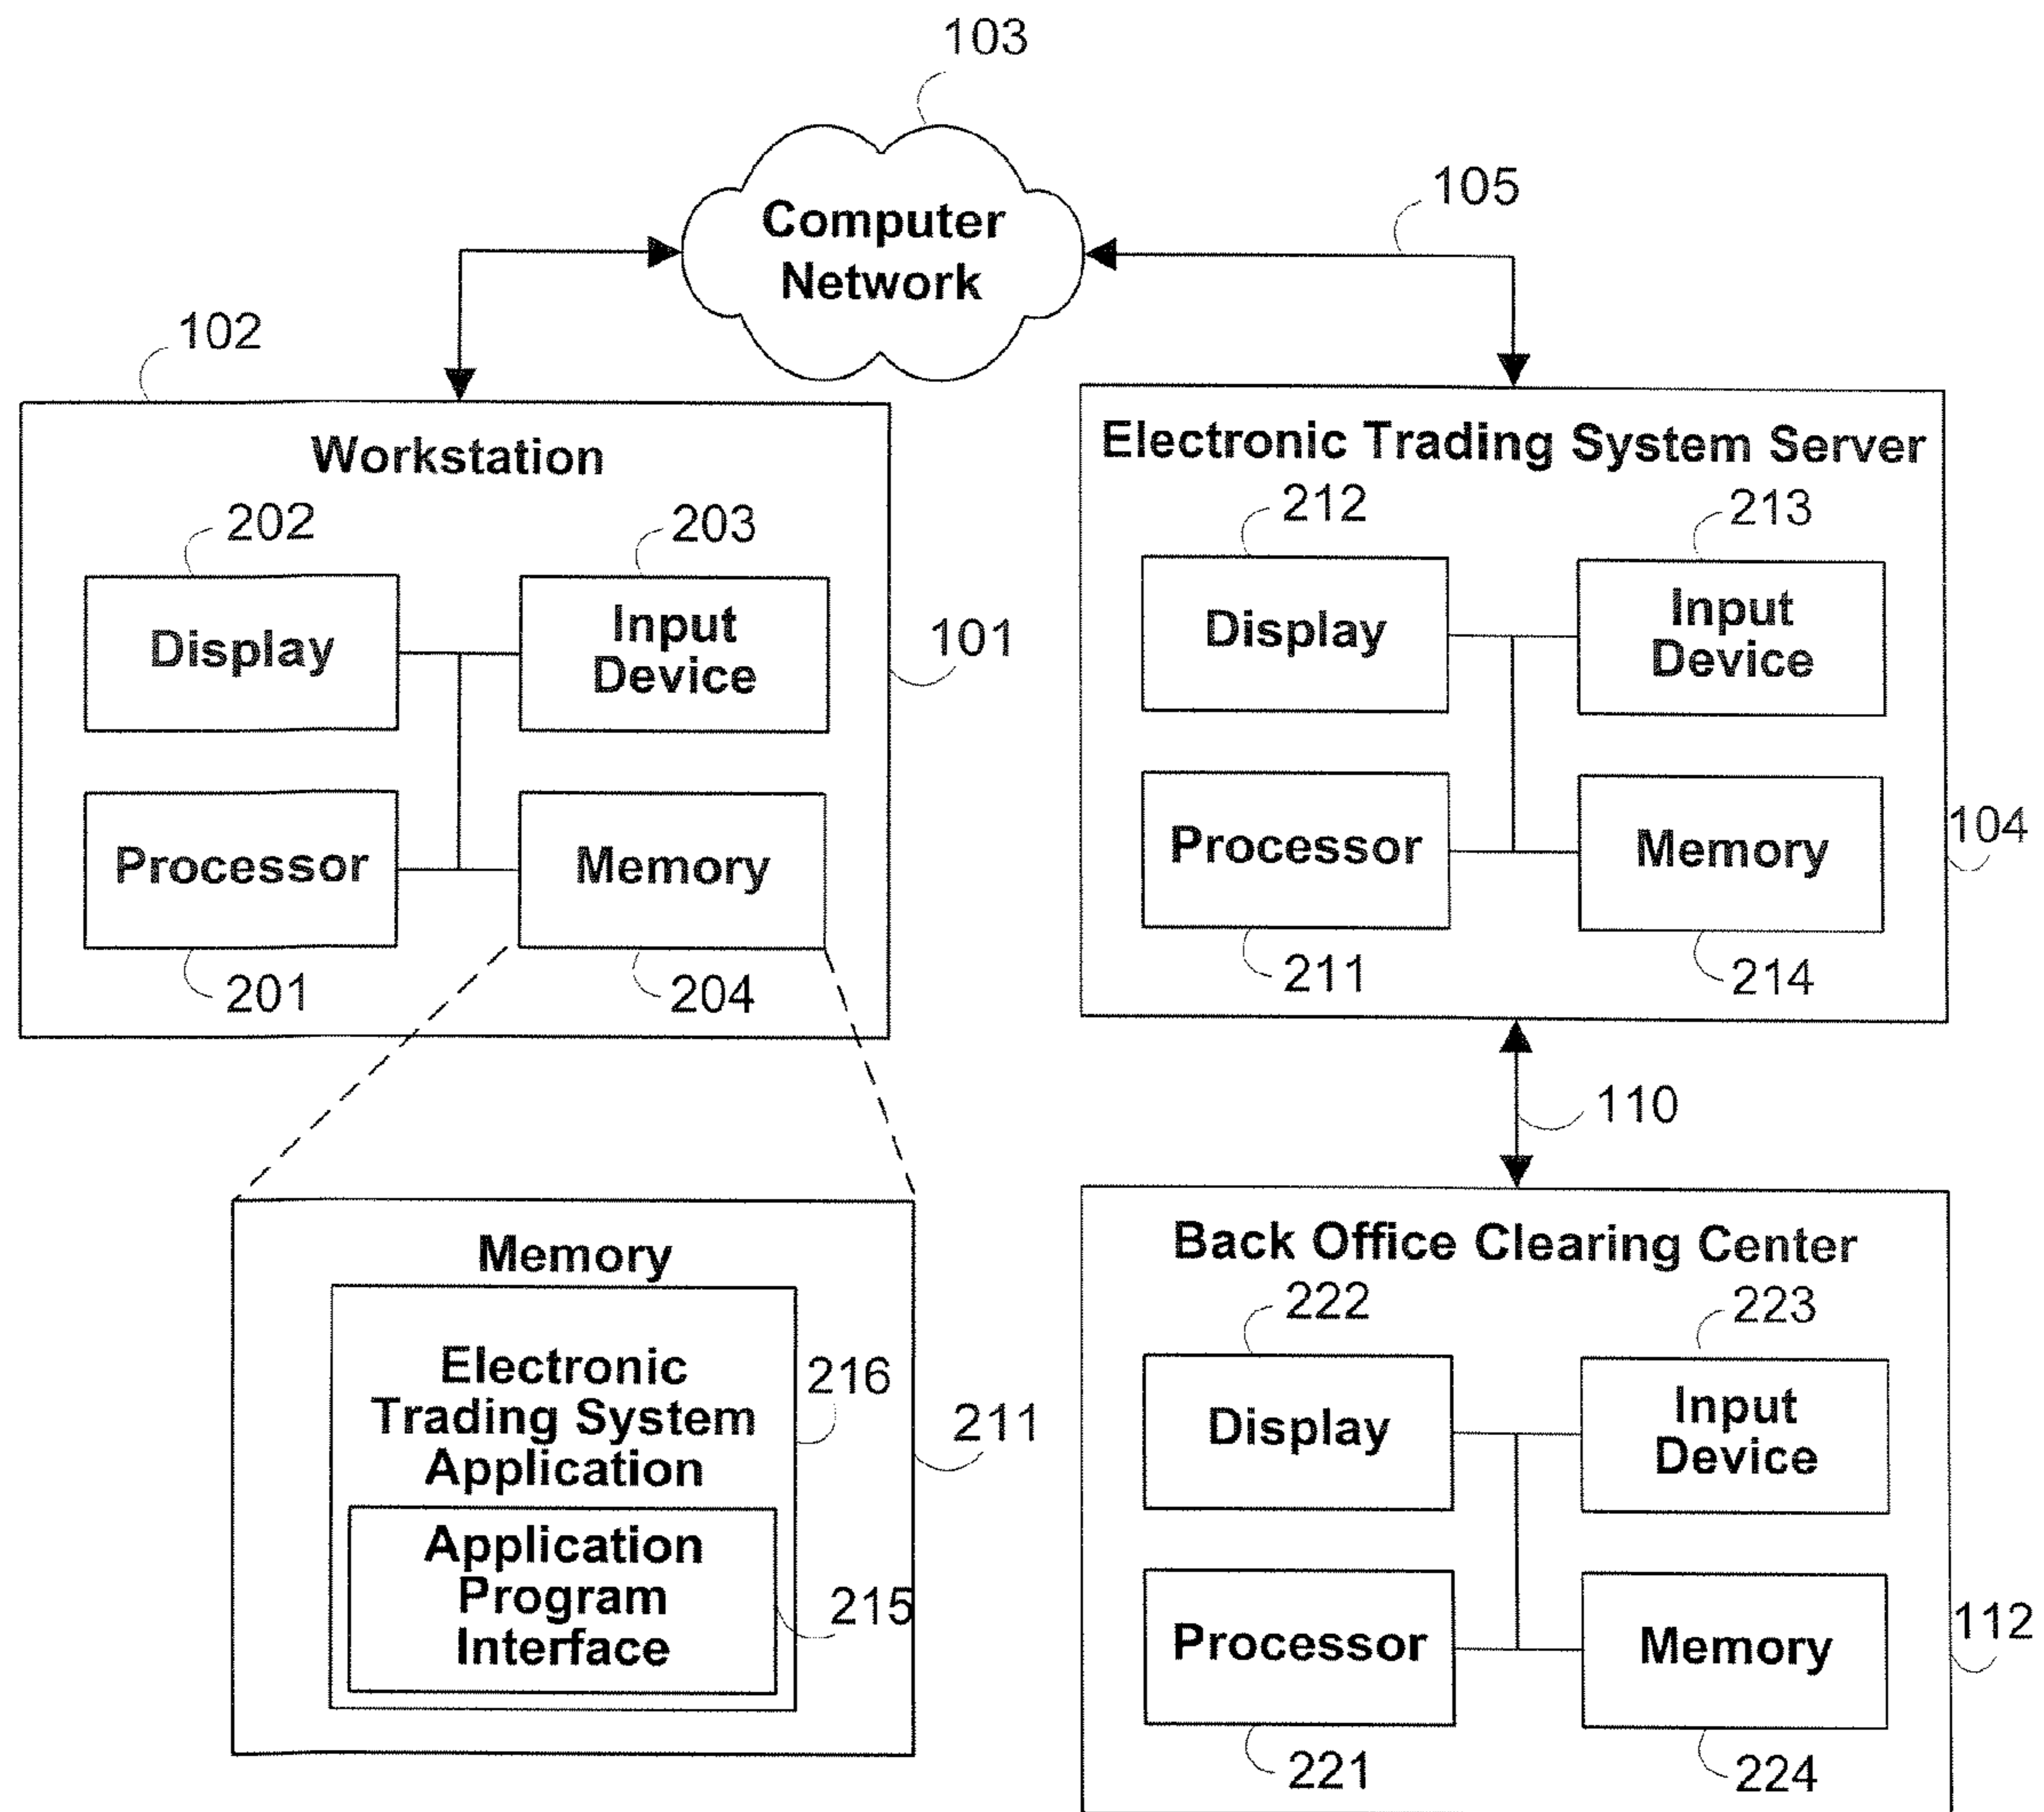 103
Computer
Network
105
102
Workstation
202
203
Display
Input
Device
101
Processor
Memory
201
204
Electronic Trading System Server
212
213
Display
Input
Device
Processor
Memory
104
211
214
110
Memory
Electronic
Trading System
Application
216
211
Application
Program
Interface
215
Back Office Clearing Center
222
223
Display
Input
Device
Processor
Memory
112
221
224